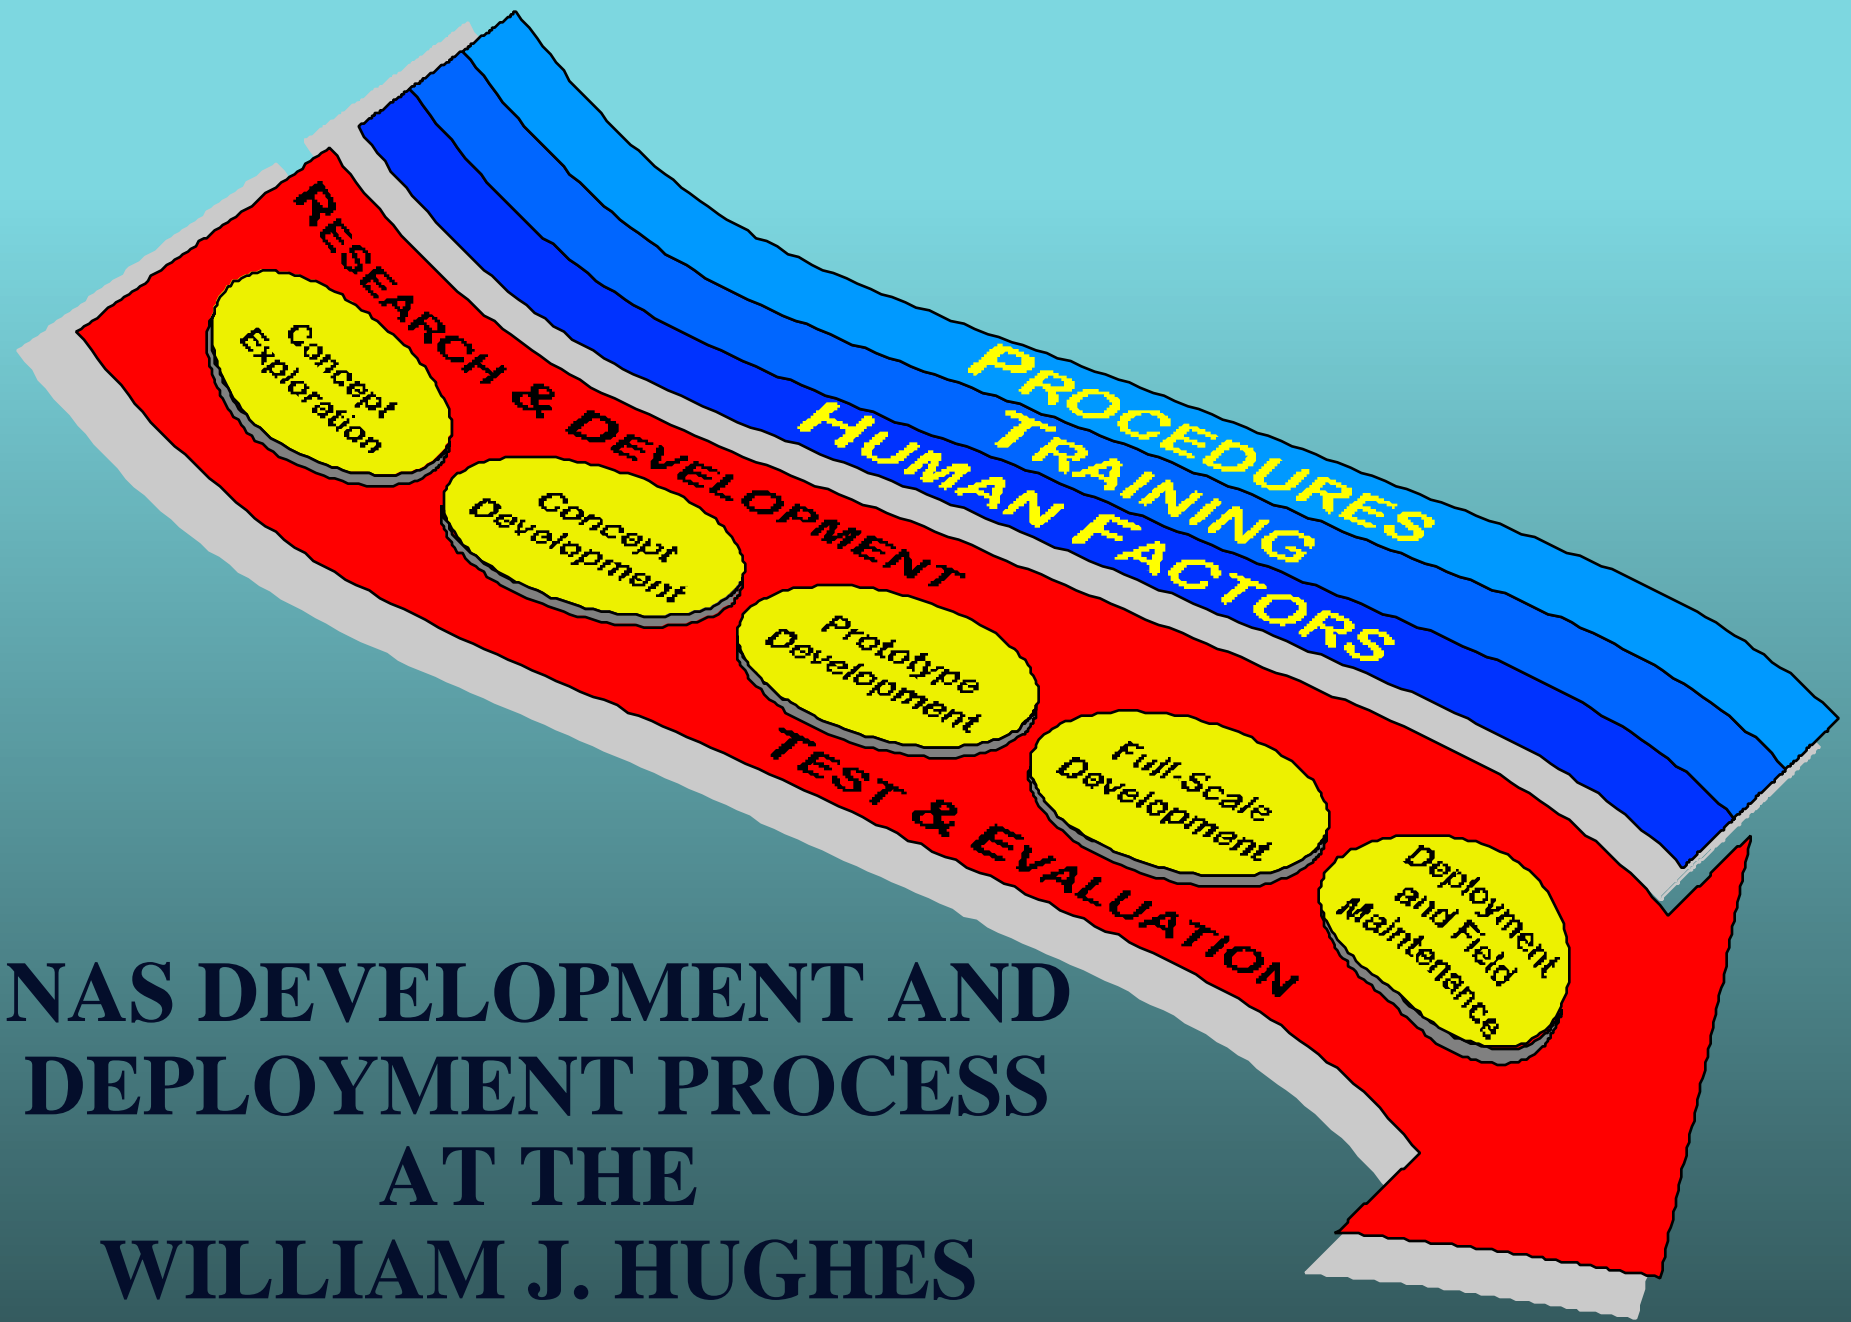 PROCEDURES
TRAINING
HUMAN FACTORS
RESEARCH & DEVELOPMENT
Concept
Exploration
Concept
Development
Prototype
Development
Full-Scale
Development
Deployment
and Field
Maintenance
TEST & EVALUATION
NAS DEVELOPMENT AND
DEPLOYMENT PROCESS
AT THE
WILLIAM J. HUGHES